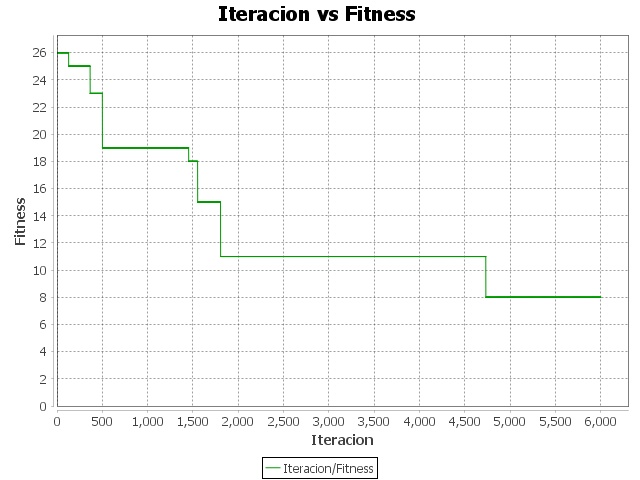 Iteracion vs Fitness
Fitness
26
24
22
20
18
16
14
12
10
8
6
4
2
0
0 500 1,000 1,500 2,000 2,500 3,000 3,500 4,000 4,500 5,000 5,500 6,000
Iteracion
Iteracion/Fitness